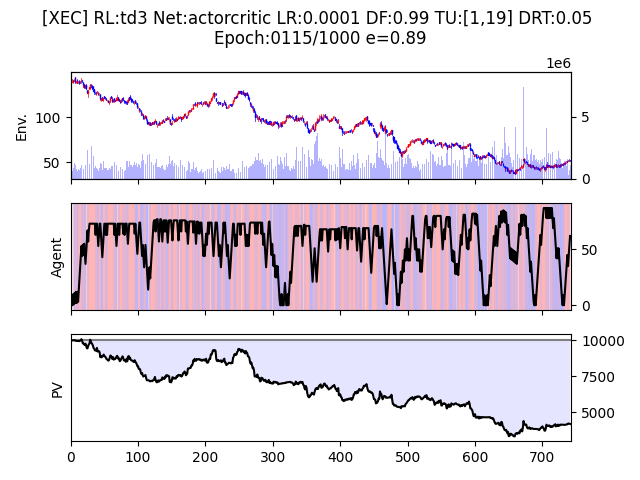 [XEC] RL:td3 Net:actorcritic LR:0.0001 DF:0.99 TU:[1,19] DRT:0.05
Epoch:0115/1000 e=0.89
1e6
Env.
100
50
5
0
Agent
50
0
PV
10000
7500
5000
0 100 200 300 400 500 600 700